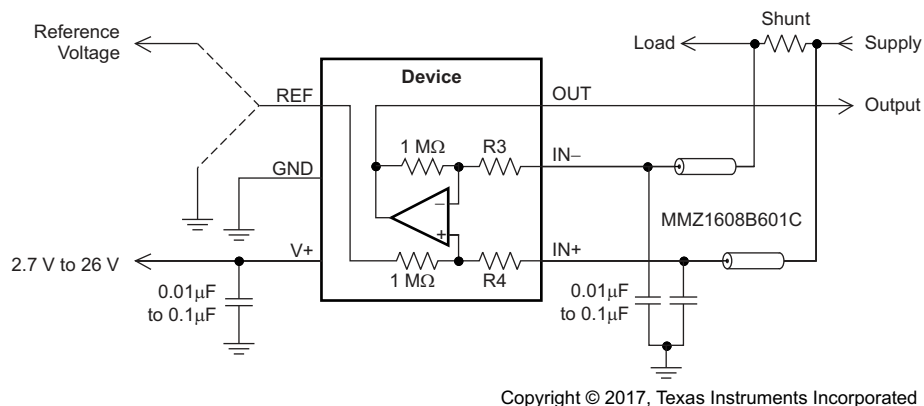 Shunt
Reference
Voltage
Load
Supply
Device
REF
OUT
Output
1 MΩ
R3
IN−
GND
−
MMZ1608B601C
+
V+
IN+
2.7 V to 26 V
1 MΩ
R4
0.01μF
to 0.1μF
0.01μF
to 0.1μF
Copyright © 2017, Texas Instruments Incorporated